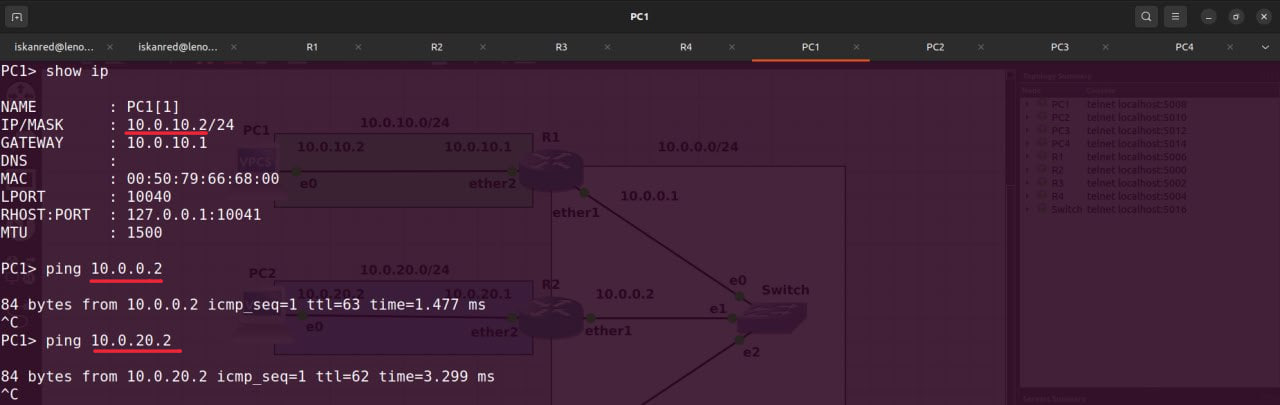 PC1
iskanred@leno... × iskanred@leno... × R1 × R2 × R3 × R4 × PC1 × PC2 × PC3 × PC4 ×
PC1> show ip
NAME : PC1[1]
IP/MASK : 10.0.10.2/24
GATEWAY : 10.0.10.1
DNS :
MAC : 00:50:79:66:68:00
LPORT : 10040
RHOST:PORT : 127.0.0.1:10041
MTU : 1500
PC1> ping 10.0.0.2
84 bytes from 10.0.0.2 icmp_seq=1 ttl=63 time=1.477 ms
^C
PC1> ping 10.0.20.2
84 bytes from 10.0.20.2 icmp_seq=1 ttl=62 time=3.299 ms
^C
10.0.10.0/24
PC1
R1
10.0.10.2 10.0.10.1
VPCS
e0 ether2
10.0.0.0/24
10.0.0.1
ether1
10.0.20.0/24
PC2
R2
10.0.20.2 10.0.20.1
10.0.0.2
e0 ether2 ether1
e0
Switch
e1
e2
Topology Summary
Node Console
PC1 telnet localhost:5008
PC2 telnet localhost:5010
PC3 telnet localhost:5012
PC4 telnet localhost:5014
R1 telnet localhost:5006
R2 telnet localhost:5000
R3 telnet localhost:5002
R4 telnet localhost:5004
Switch telnet localhost:5016
Servers Summary